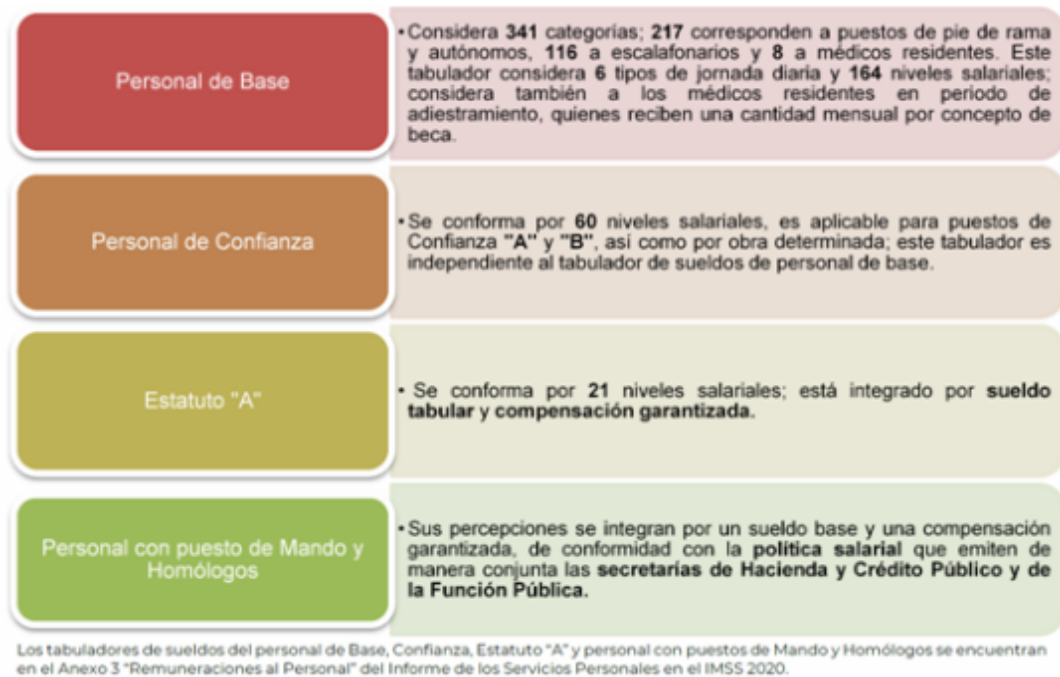 Personal de Base
• Considera 341 categorías; 217 corresponden a puestos de pie de rama
y autónomos, 116 a escalafonarios y 8 a médicos residentes. Este
tabulador considera 6 tipos de jornada diaria y 164 niveles salariales;
considera también a los médicos residentes en periodo de
adiestramiento, quienes reciben una cantidad mensual por concepto de
beca.
Personal de Confianza
• Se conforma por 60 niveles salariales, es aplicable para puestos de
Confianza "A" y "B", así como por obra determinada; este tabulador es
independiente al tabulador de sueldos de personal de base.
Estatuto "A"
• Se conforma por 21 niveles salariales; está integrado por sueldo
tabular y compensación garantizada.
Personal con puesto de Mando y
Homólogos
• Sus percepciones se integran por un sueldo base y una compensación
garantizada, de conformidad con la política salarial que emiten de
manera conjunta las secretarías de Hacienda y Crédito Público y de
la Función Pública.
Los tabuladores de sueldos del personal de Base, Confianza, Estatuto "A" y personal con puestos de Mando y Homólogos se encuentran
en el Anexo 3 "Remuneraciones al Personal" del Informe de los Servicios Personales en el IMSS 2020.